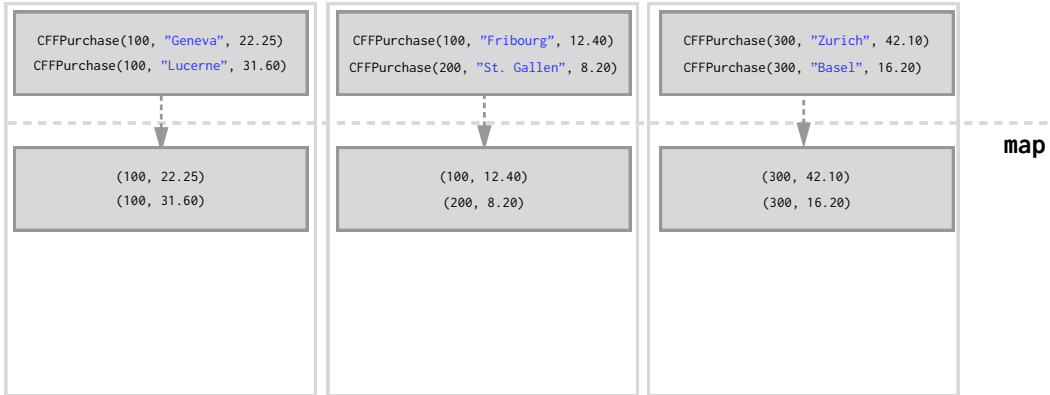 CFFPurchase(100, ”Geneva”, 22.25)
CFFPurchase(100, ”Lucerne”, 31.60)
CFFPurchase(100, ”Fribourg”, 12.40)
CFFPurchase(200, ”St. Gallen”, 8.20)
CFFPurchase(300, ”Zurich”, 42.10)
CFFPurchase(300, ”Basel”, 16.20)
map
(100, 22.25)
(100, 31.60)
(100, 12.40)
(200, 8.20)
(300, 42.10)
(300, 16.20)